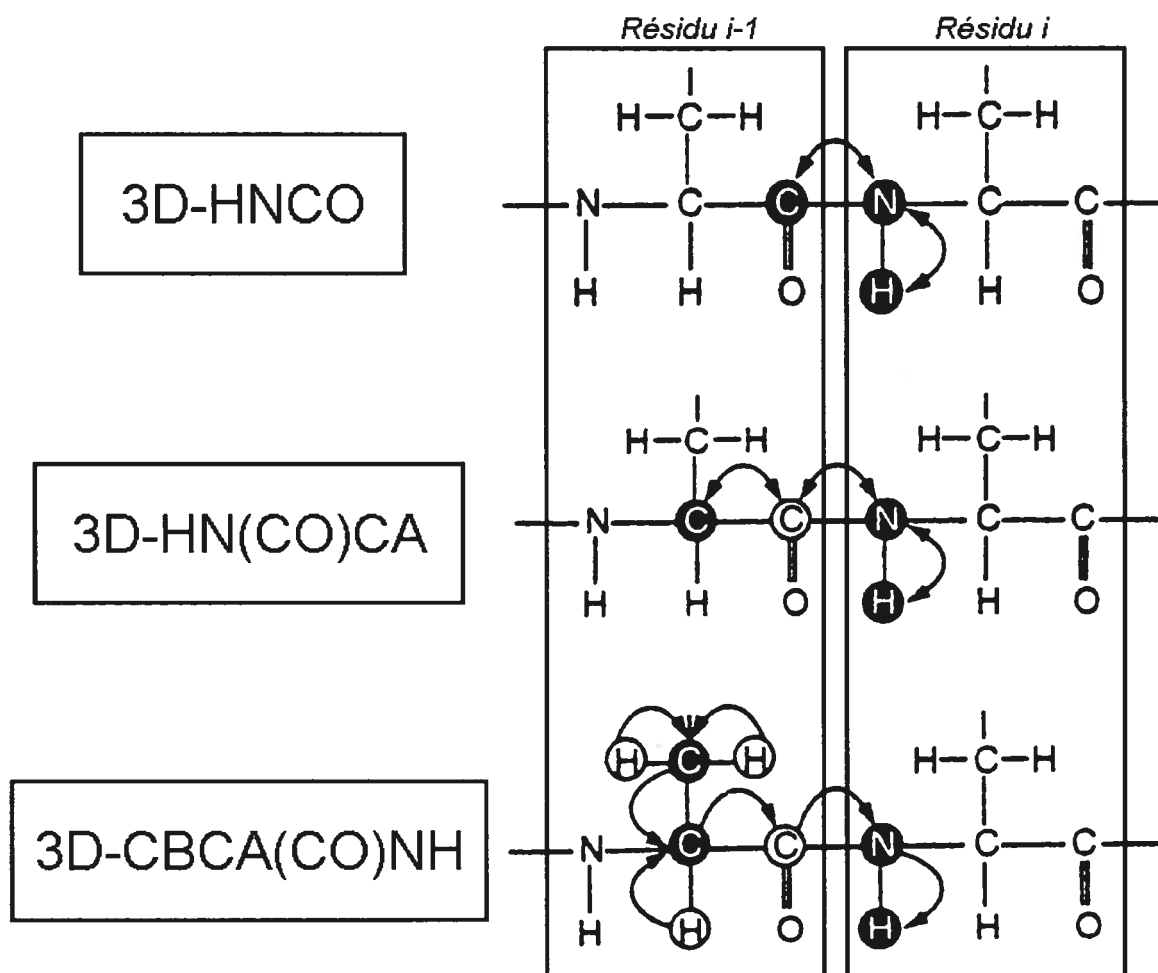 Résidu i-1 Résidu i
H-C-H H-C-H
3D-HNCO
N C C N C C
H H O H H O
H-C-H H-C-H
3D-HN(CO)CA
N C C N C C
H H O H H O
H C H H-C-H
3D-CBCA(CO)NH
N C C N C C
H H O H H O